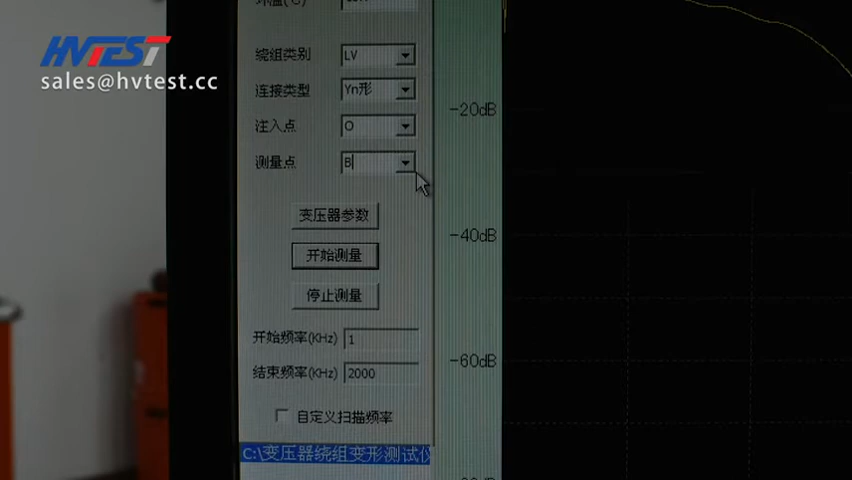 HVTEST
sales@hvtest.cc
绕组类别 LV
连接类型 Yn形
注入点 O
测量点 B
变压器参数
开始测量
停止测量
开始频率(KHz) 1
结束频率(KHz) 2000
自定义扫描频率
C:\变压器绕组变形测试仪
-20dB
-40dB
-60dB